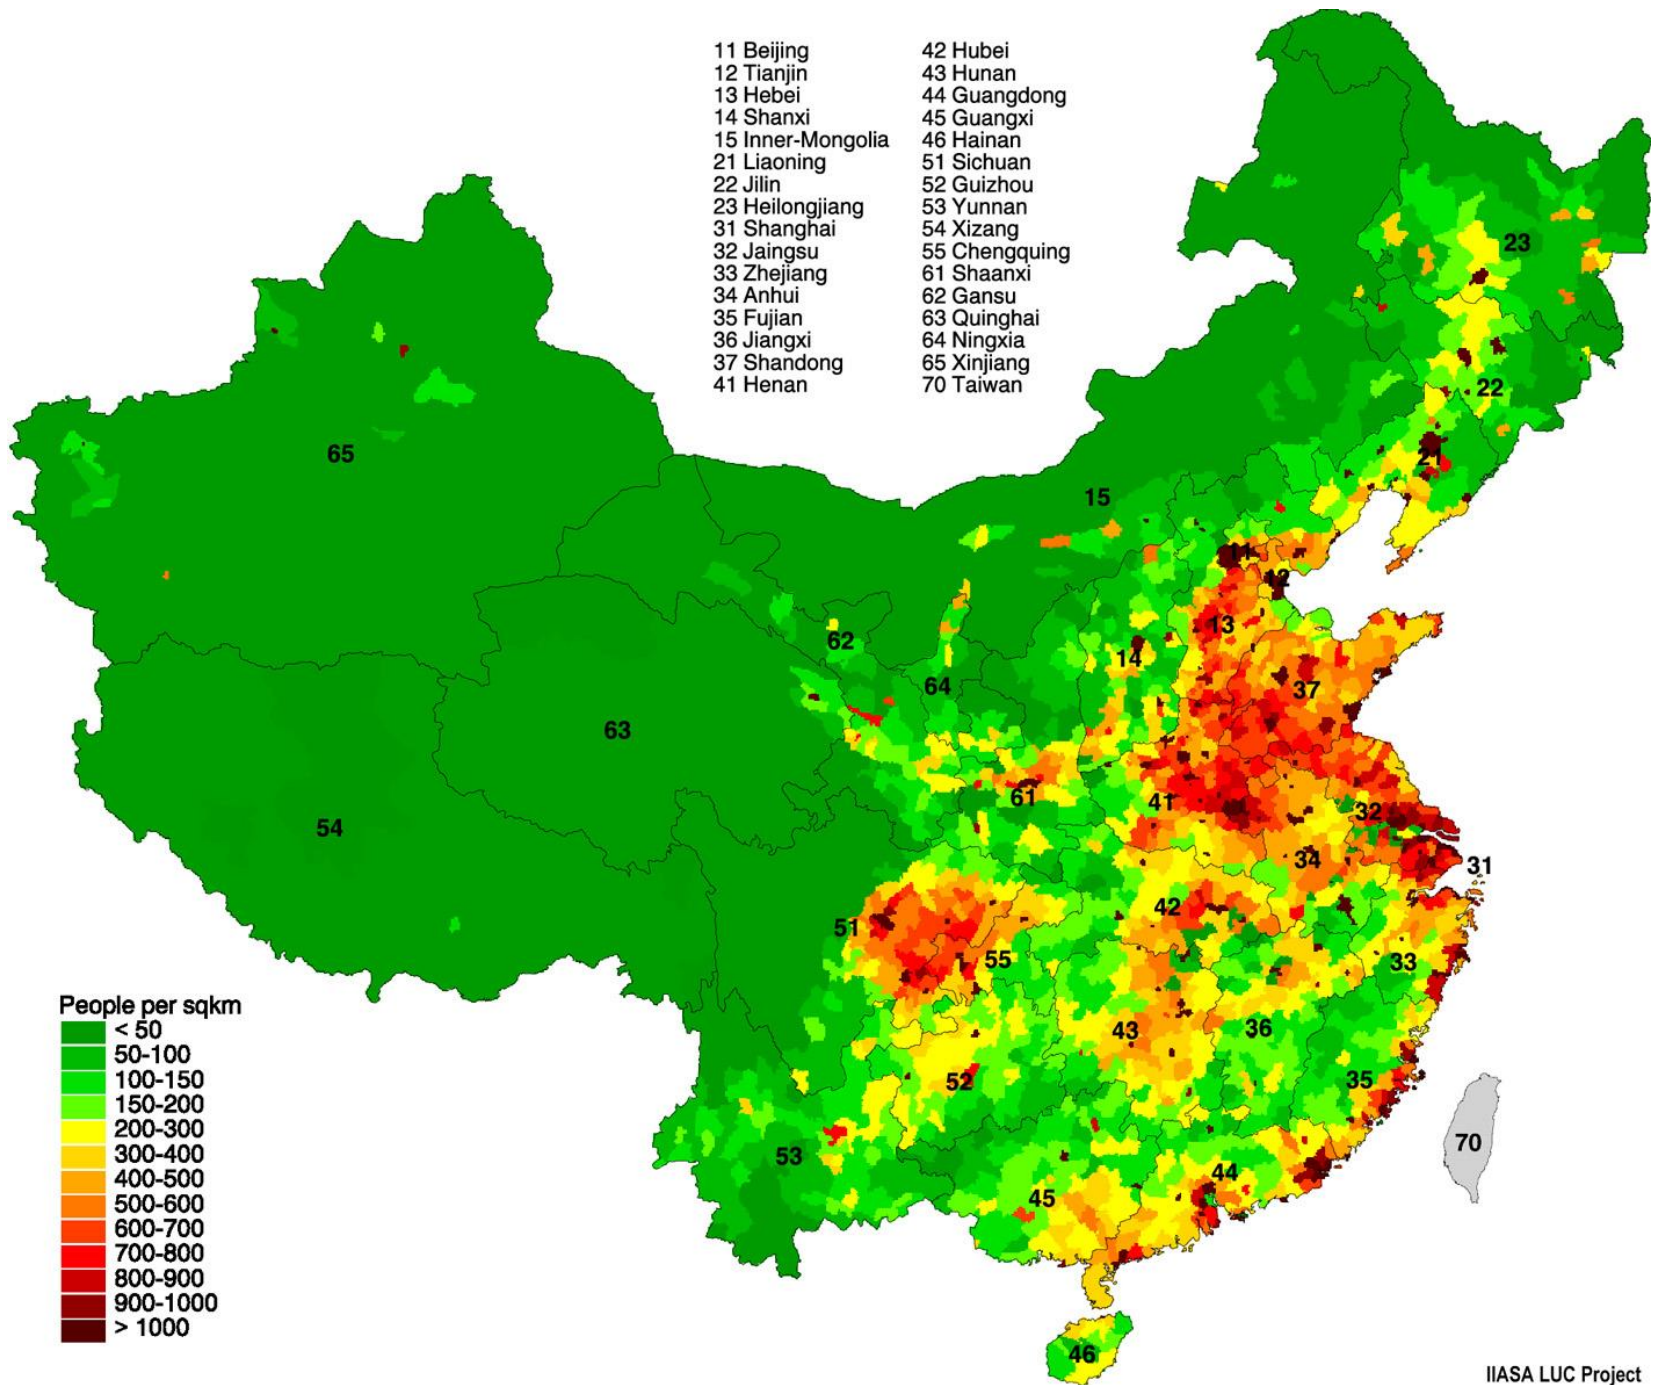 11 Beijing
12 Tianjin
13 Hebei
14 Shanxi
15 Inner-Mongolia
21 Liaoning
22 Jilin
23 Heilongjiang
31 Shanghai
32 Jaingsu
33 Zhejiang
34 Anhui
35 Fujian
36 Jiangxi
37 Shandong
41 Henan
42 Hubei
43 Hunan
44 Guangdong
45 Guangxi
46 Hainan
51 Sichuan
52 Guizhou
53 Yunnan
54 Xizang
55 Chengquing
61 Shaanxi
62 Gansu
63 Quinghai
64 Ningxia
65 Xinjiang
70 Taiwan
23
22
65
21
15
11
12
13
62
14
64
37
63
61
41
32
54
34
31
42
51
55
33
43
36
52
35
70
53
44
45
46
People per sqkm
< 50
50-100
100-150
150-200
200-300
300-400
400-500
500-600
600-700
700-800
800-900
900-1000
> 1000
IIASA LUC Project